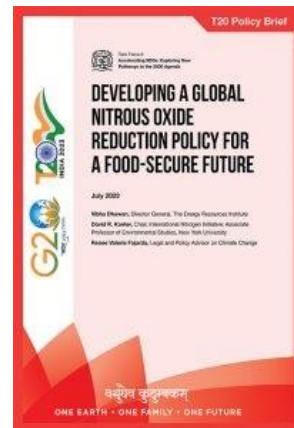 T20 Policy Brief
Task Force 6
Accelerating SDGs: Exploring New
Pathways to the 2030 Agenda
DEVELOPING A GLOBAL
NITROUS OXIDE
REDUCTION POLICY FOR
A FOOD-SECURE FUTURE
July 2023
Vibha Dhawan, Director General, The Energy Resources Institute
David R. Kanter, Chair, International Nitrogen Initiative; Associate
Professor of Environmental Studies, New York University
Renee Valerie Fajardo, Legal and Policy Advisor on Climate Change
T20
INDIA 2023
G20
वसुधैव कुटुम्बकम्
ONE EARTH • ONE FAMILY • ONE FUTURE